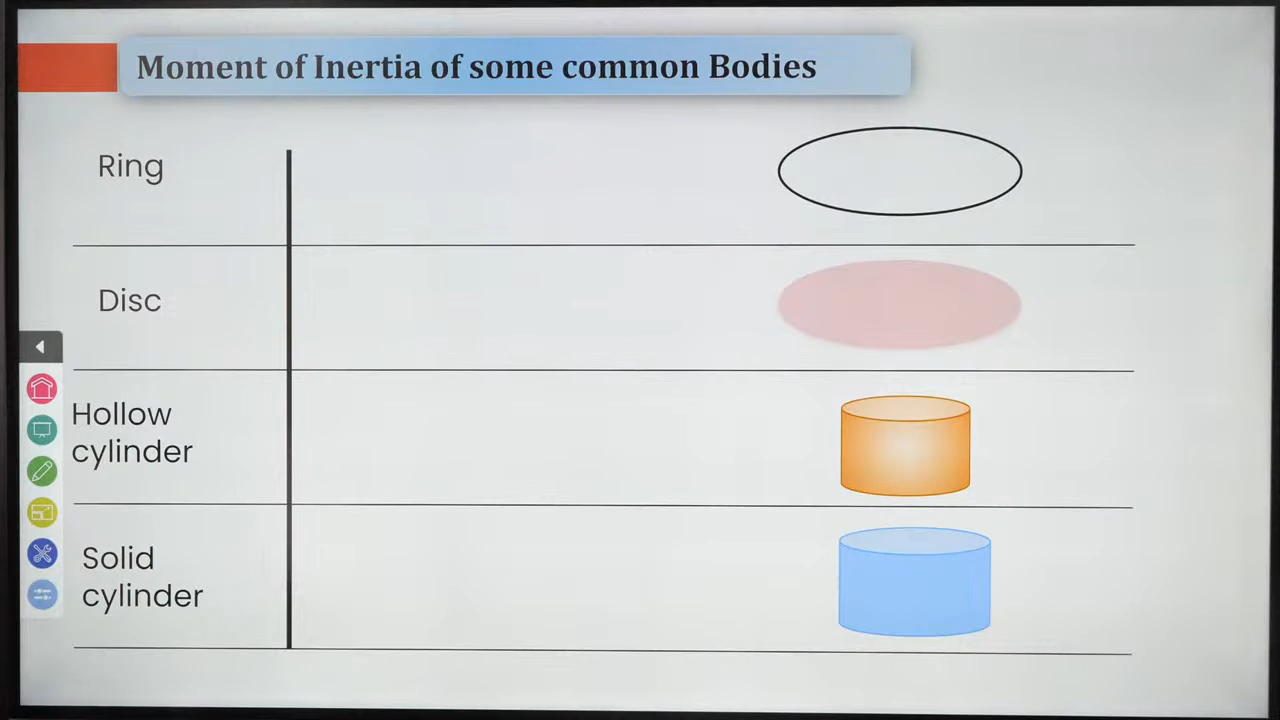 Moment of Inertia of some common Bodies
Ring
Disc
Hollow
cylinder
Solid
cylinder